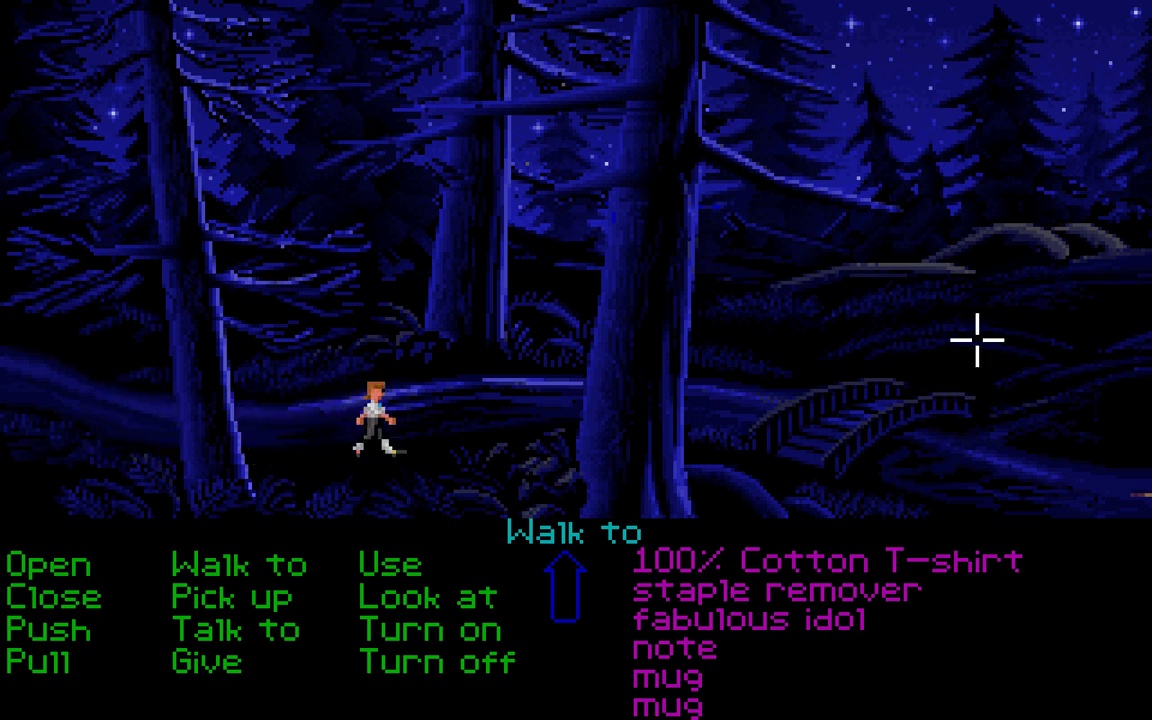 Walk to
Open Walk to Use
Close Pick up Look at
Push Talk to Turn on
Pull Give Turn off
100% Cotton T-shirt
staple remover
fabulous idol
note
mug
mug